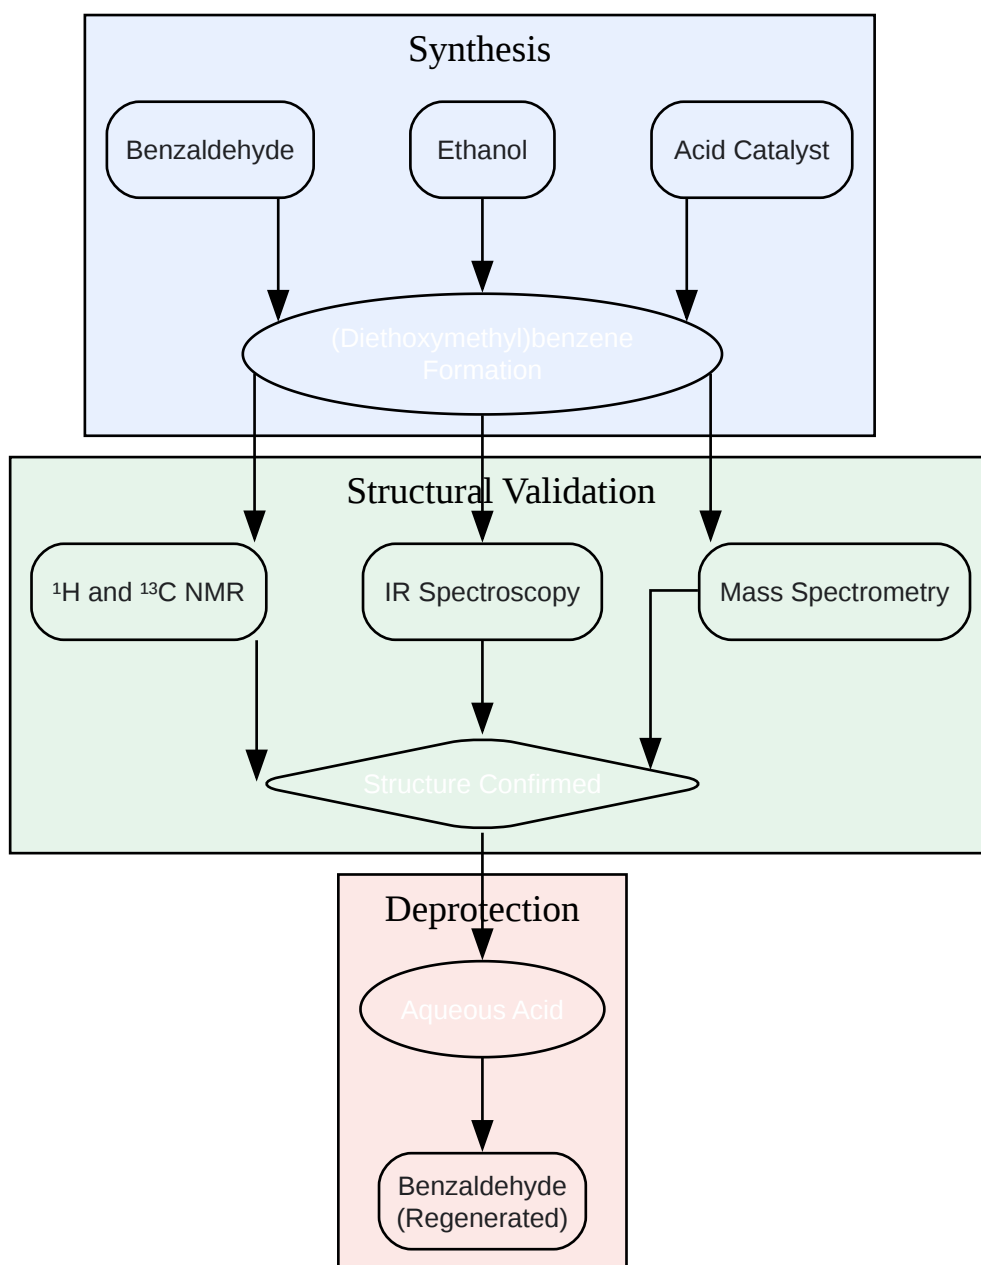 Synthesis
Benzaldehyde
Ethanol
Acid Catalyst
(Diethoxymethyl)benzene
Formation
Structural Validation
¹H and ¹³C NMR
IR Spectroscopy
Mass Spectrometry
Structure Confirmed
Deprotection
Aqueous Acid
Benzaldehyde
(Regenerated)